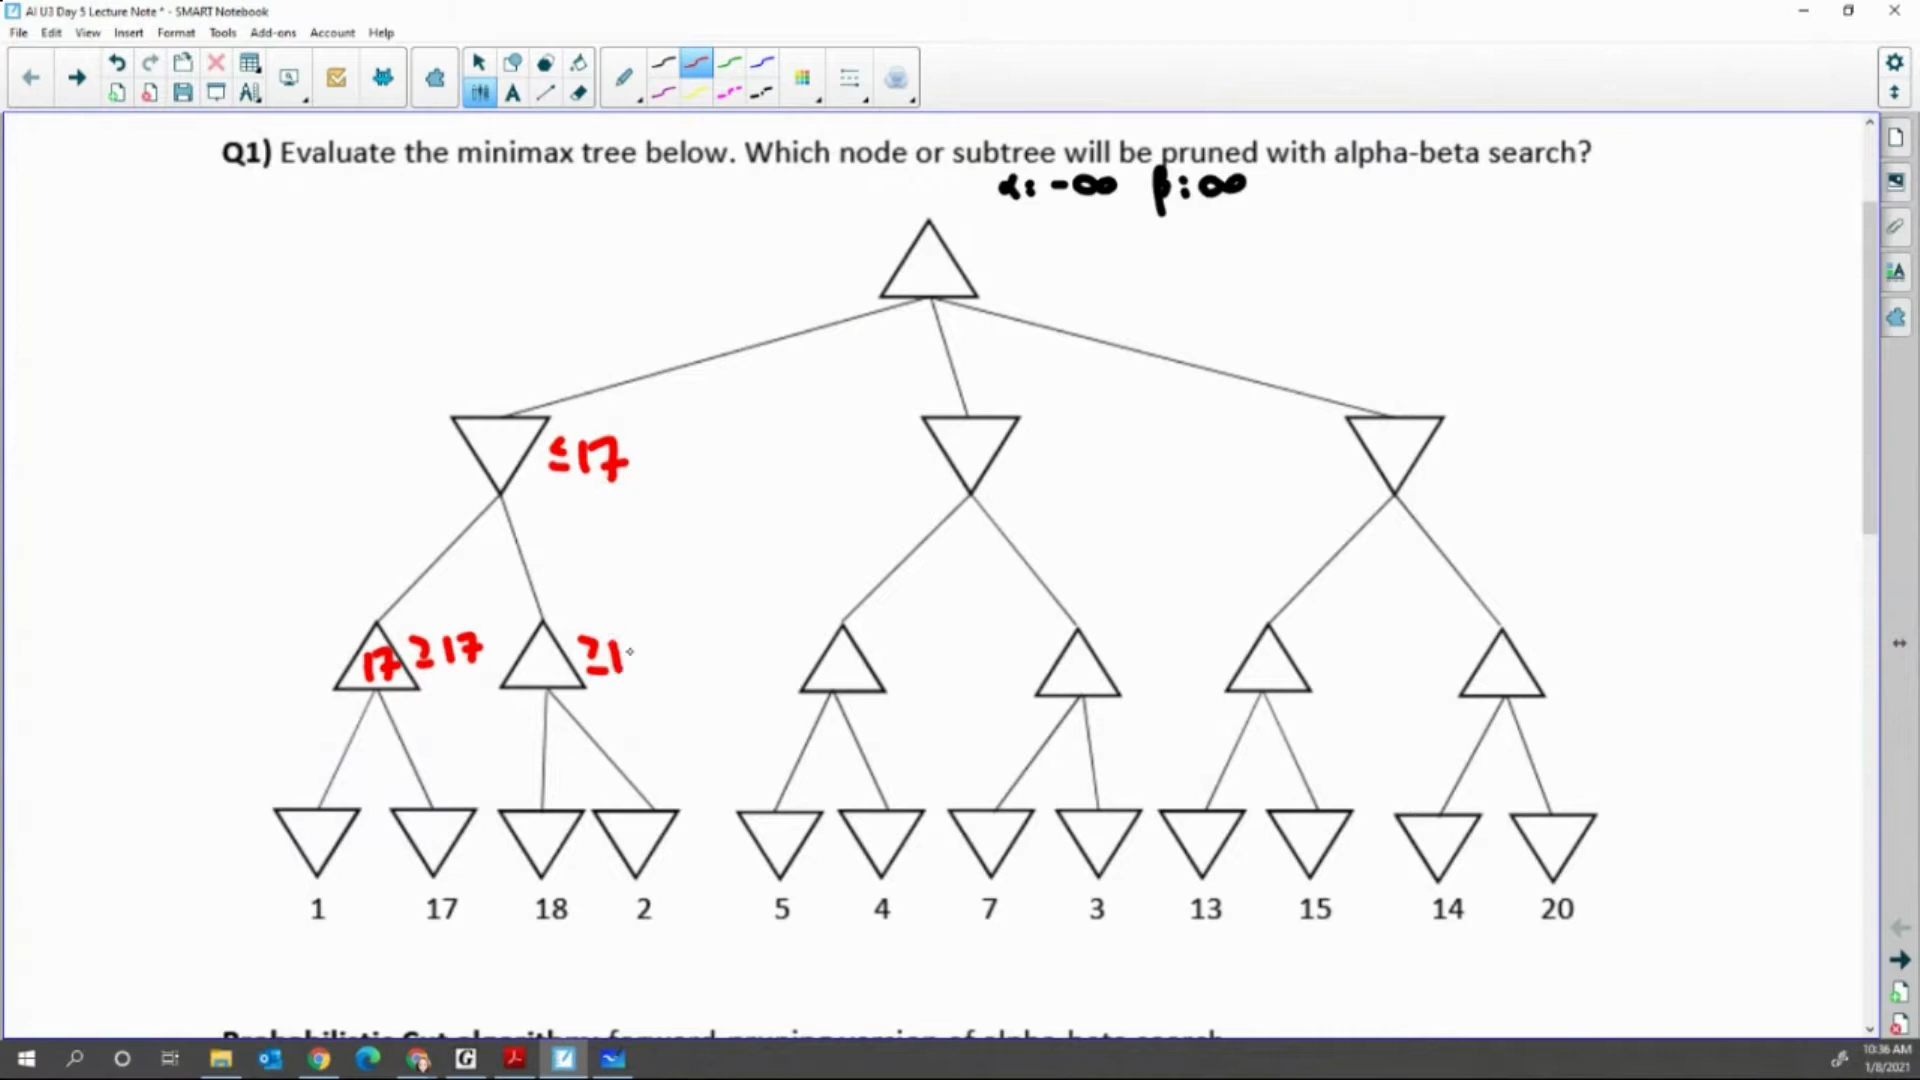 AI U3 Day 5 Lecture Note * - SMART Notebook
File Edit View Insert Format Tools Add-ons Account Help
Q1) Evaluate the minimax tree below. Which node or subtree will be pruned with alpha-beta search?
α: -∞ β: ∞
≤17
17 ≥17 ≥1
1 17 18 2 5 4 7 3 13 15 14 20
10:36 AM
1/8/2021